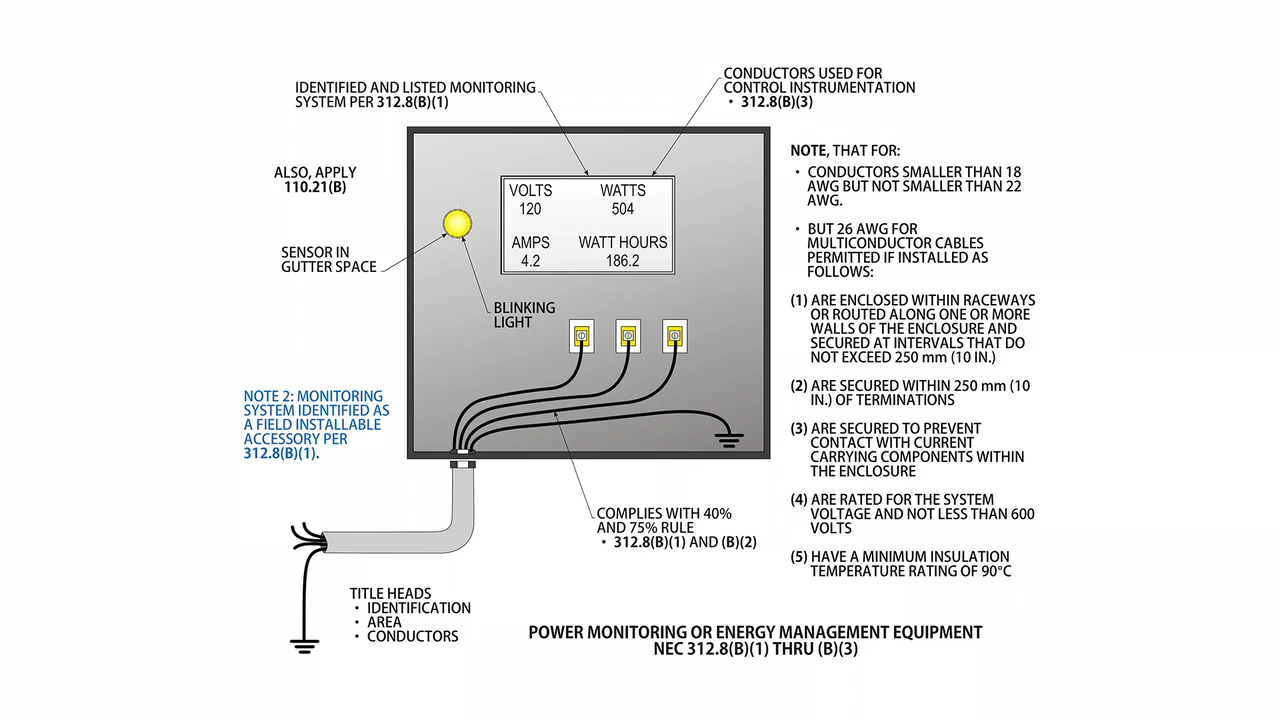 IDENTIFIED AND LISTED MONITORING
SYSTEM PER 312.8(B)(1)
CONDUCTORS USED FOR
CONTROL INSTRUMENTATION
• 312.8(B)(3)
ALSO, APPLY
110.21(B)
SENSOR IN
GUTTER SPACE
VOLTS
120
WATTS
504
AMPS
4.2
WATT HOURS
186.2
BLINKING
LIGHT
NOTE 2: MONITORING
SYSTEM IDENTIFIED AS
A FIELD INSTALLABLE
ACCESSORY PER
312.8(B)(1).
COMPLIES WITH 40%
AND 75% RULE
• 312.8(B)(1) AND (B)(2)
TITLE HEADS
• IDENTIFICATION
• AREA
• CONDUCTORS
NOTE, THAT FOR:
• CONDUCTORS SMALLER THAN 18
AWG BUT NOT SMALLER THAN 22
AWG.
• BUT 26 AWG FOR
MULTICONDUCTOR CABLES
PERMITTED IF INSTALLED AS
FOLLOWS:
(1) ARE ENCLOSED WITHIN RACEWAYS
OR ROUTED ALONG ONE OR MORE
WALLS OF THE ENCLOSURE AND
SECURED AT INTERVALS THAT DO
NOT EXCEED 250 mm (10 IN.)
(2) ARE SECURED WITHIN 250 mm (10
IN.) OF TERMINATIONS
(3) ARE SECURED TO PREVENT
CONTACT WITH CURRENT
CARRYING COMPONENTS WITHIN
THE ENCLOSURE
(4) ARE RATED FOR THE SYSTEM
VOLTAGE AND NOT LESS THAN 600
VOLTS
(5) HAVE A MINIMUM INSULATION
TEMPERATURE RATING OF 90°C
POWER MONITORING OR ENERGY MANAGEMENT EQUIPMENT
NEC 312.8(B)(1) THRU (B)(3)